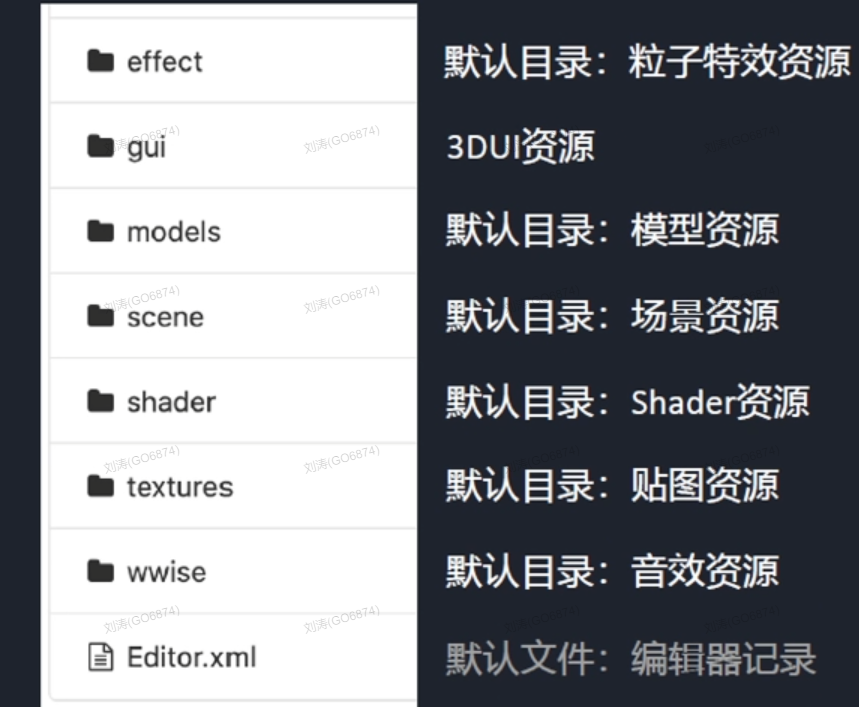 effect 默认目录：粒子特效资源
刘涛(GO6874) 刘涛(GO6874) 刘涛(GO6874)
gui 3DUI资源
models 默认目录：模型资源
刘涛(GO6874) 刘涛(GO6874)
scene 默认目录：场景资源
shader 默认目录：Shader资源
刘涛(GO6874) 刘涛(GO6874)
textures 默认目录：贴图资源
wwise 默认目录：音效资源
刘涛(GO6874) 刘涛(GO6874)
Editor.xml 默认文件：编辑器记录